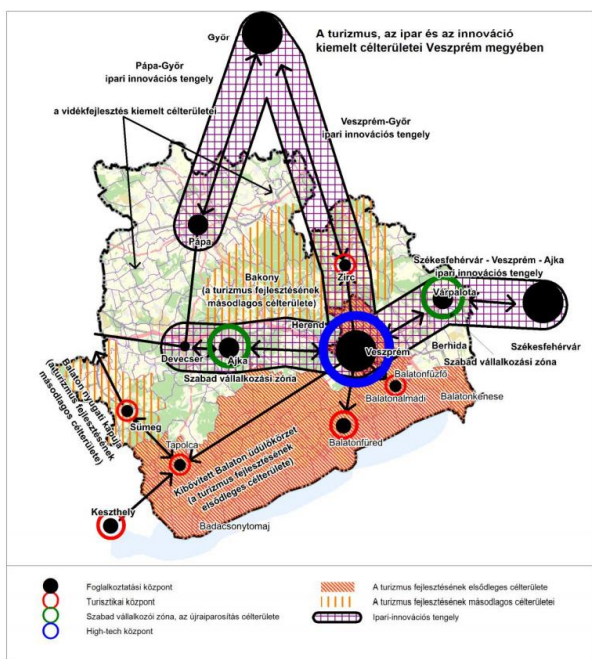 A turizmus, az ipar és az innováció
kiemelt célterületei Veszprém megyében
Győr
Pápa-Győr
ipari innovációs tengely
a vidékfejlesztés kiemelt célterületei
Veszprém-Győr
ipari innovációs tengely
Pápa
Székesfehérvár - Veszprém - Ajka
ipari innovációs tengely
Zirc
Bakony
(a turizmus fejlesztésének
másodlagos célterülete)
Várpalota
Székesfehérvár
Herend
Berhida
Veszprém
Szabad vállalkozási zóna
Devecser
Ajka
Szabad vállalkozási zóna
Balatonfűzfő
Balatonalmádi
Balatonkenese
Balaton nyugati kapuja
(a turizmus fejlesztésének
másodlagos célterülete)
Sümeg
Balatonfüred
Tapolca
Kibővített Balaton üdülőkörzet
(a turizmus fejlesztésének
elsődleges célterülete)
Keszthely
Badacsonytomaj
Foglalkoztatási központ
Turisztikai központ
Szabad vállalkozói zóna, az újraiparosítás célterülete
High-tech központ
A turizmus fejlesztésének elsődleges célterülete
A turizmus fejlesztésének másodlagos célterületei
Ipari-innovációs tengely